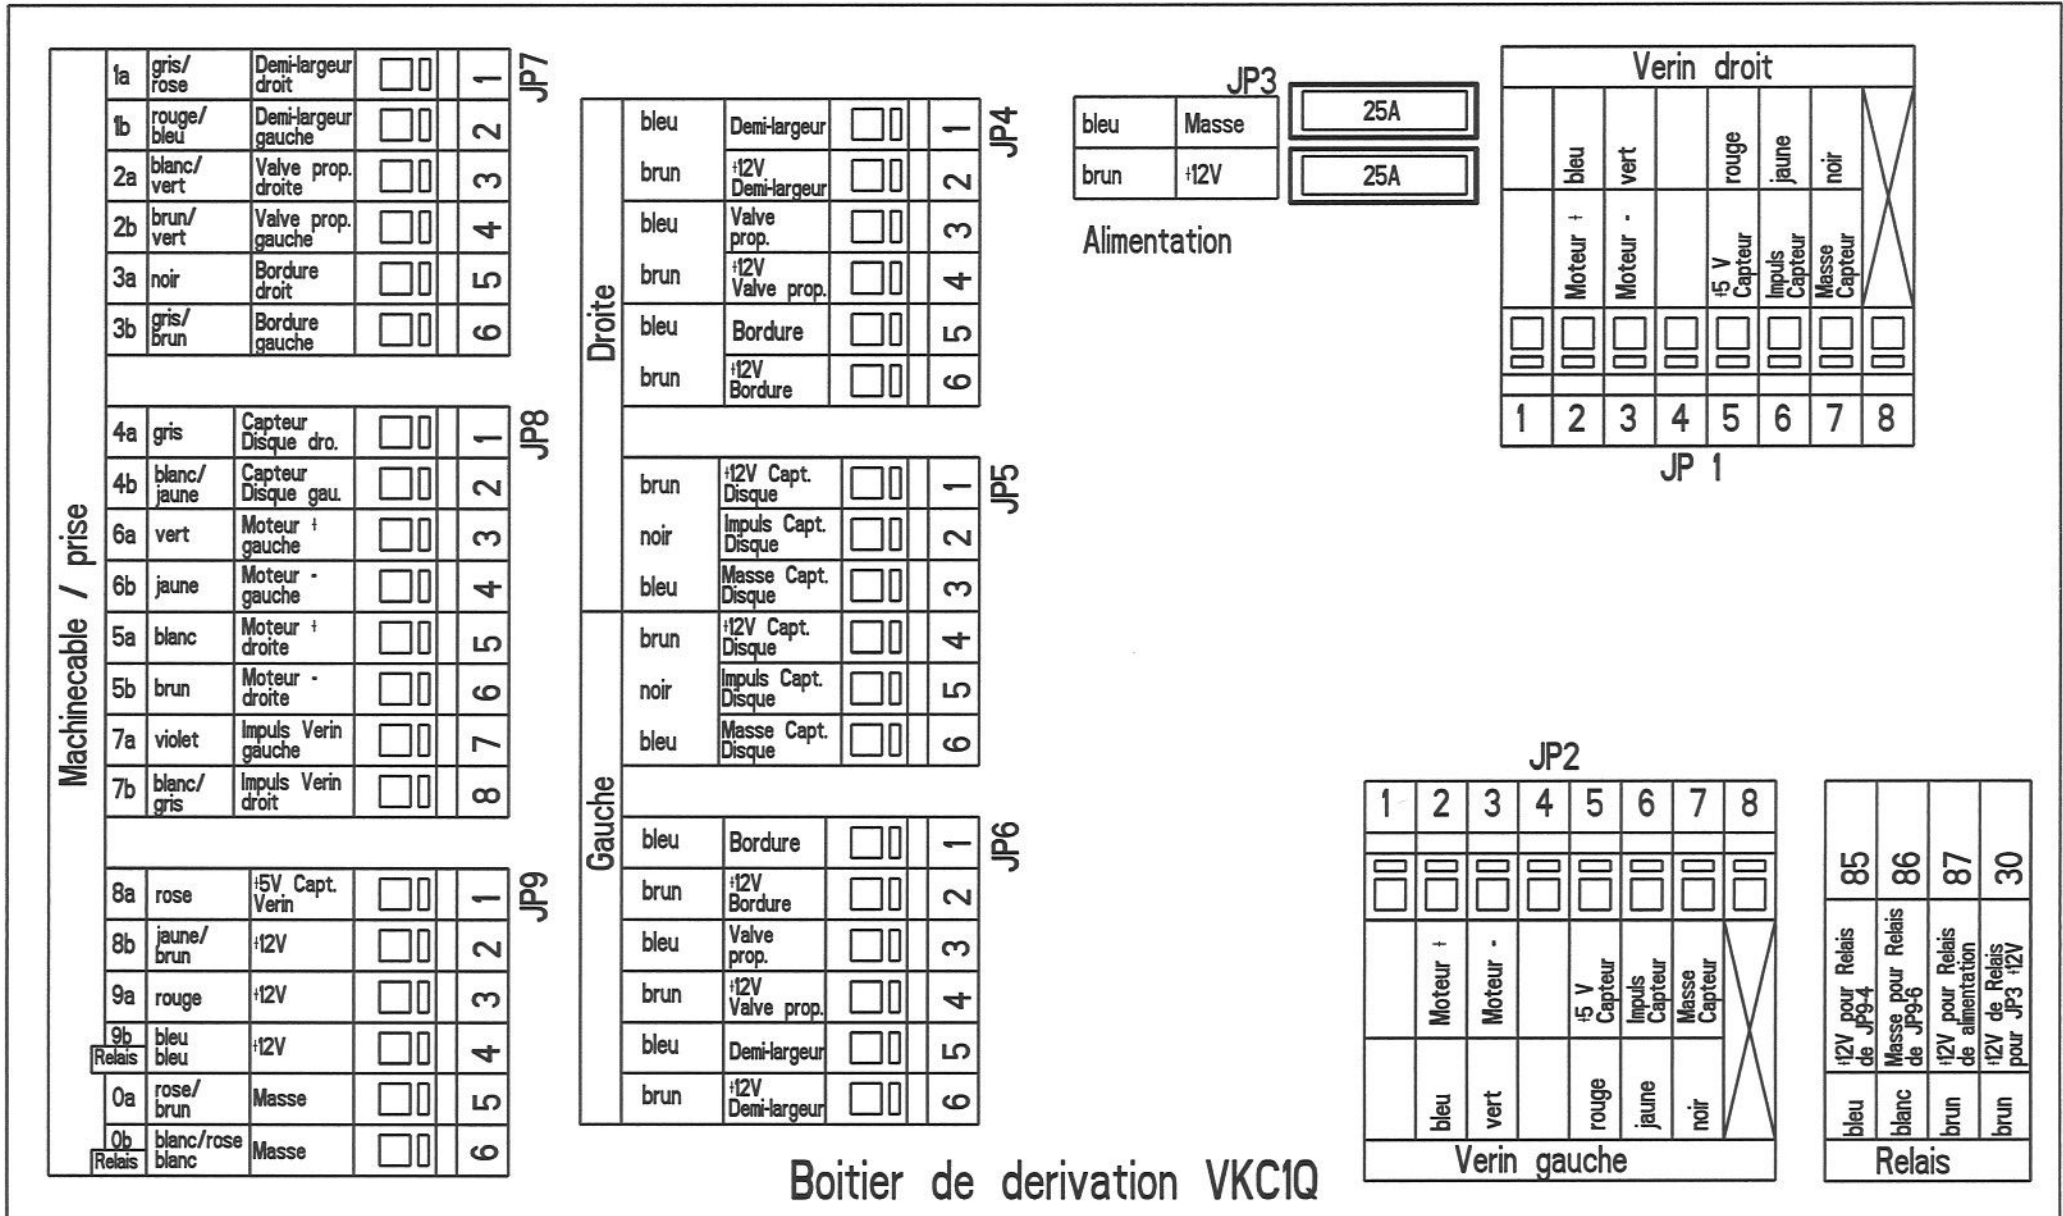 Machinecable / prise
1a gris/ rose Demi-largeur droit 1
1b rouge/ bleu Demi-largeur gauche 2
2a blanc/ vert Valve prop. droite 3
2b brun/ vert Valve prop. gauche 4
3a noir Bordure droit 5
3b gris/ brun Bordure gauche 6
JP7
4a gris Capteur Disque dro. 1
4b blanc/ jaune Capteur Disque gau. 2
6a vert Moteur + gauche 3
6b jaune Moteur - gauche 4
5a blanc Moteur + droite 5
5b brun Moteur - droite 6
7a violet Impuls Verin gauche 7
7b blanc/ gris Impuls Verin droit 8
JP8
8a rose +5V Capt. Verin 1
8b jaune/ brun +12V 2
9a rouge +12V 3
9b Relais bleu bleu +12V 4
0a rose/ brun Masse 5
0b Relais blanc/rose blanc Masse 6
JP9
Droite
bleu Demi-largeur 1
brun +12V Demi-largeur 2
bleu Valve prop. 3
brun +12V Valve prop. 4
bleu Bordure 5
brun +12V Bordure 6
JP4
brun +12V Capt. Disque 1
noir Impuls Capt. Disque 2
bleu Masse Capt. Disque 3
JP5
Gauche
brun +12V Capt. Disque 4
noir Impuls Capt. Disque 5
bleu Masse Capt. Disque 6
bleu Bordure 1
brun +12V Bordure 2
bleu Valve prop. 3
brun +12V Valve prop. 4
bleu Demi-largeur 5
brun +12V Demi-largeur 6
JP6
JP3
bleu Masse 25A
brun +12V 25A
Alimentation
Verin droit
bleu vert rouge jaune noir
Moteur + Moteur - +5 V Capteur Impuls Capteur Masse Capteur
1 2 3 4 5 6 7 8
JP 1
JP2
1 2 3 4 5 6 7 8
Moteur + Moteur - +5 V Capteur Impuls Capteur Masse Capteur
bleu vert rouge jaune noir
Verin gauche
85 +12V pour Relais de JP9-4 bleu
86 Masse pour Relais de JP9-6 blanc
87 +12V pour Relais de alimentation brun
30 +12V de Relais pour JP3 +12V brun
Relais
Boitier de derivation VKC1Q